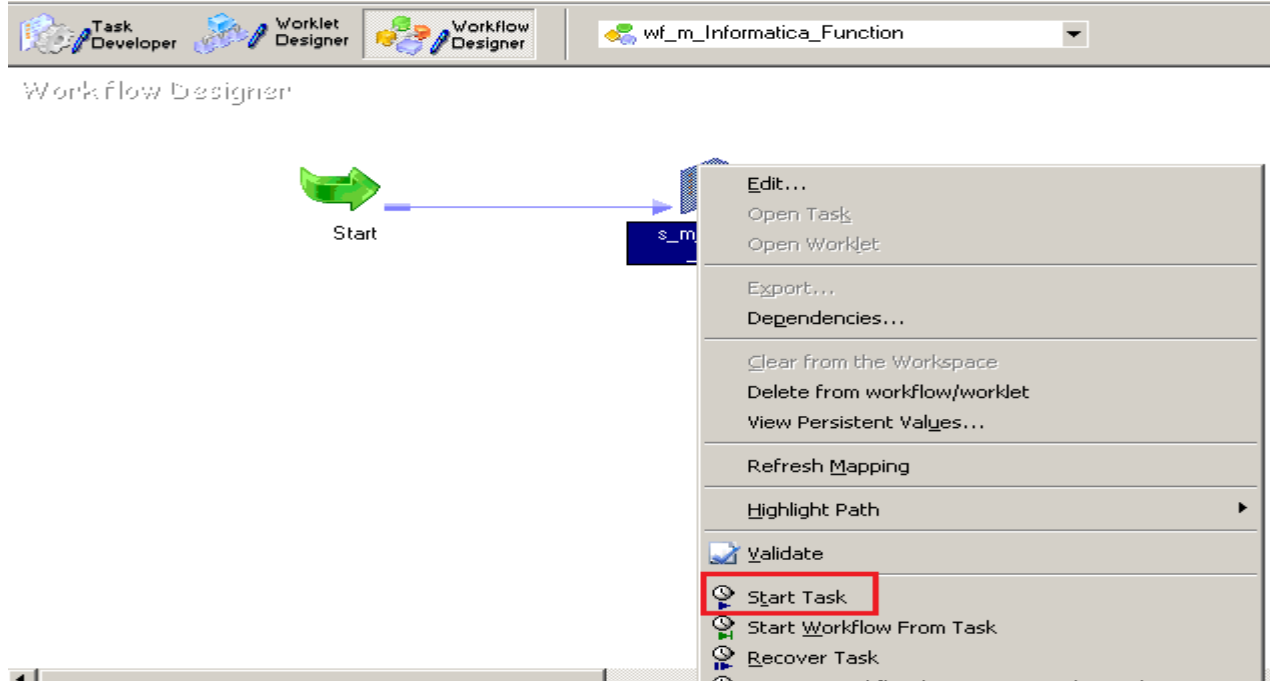 Task
Developer
Worklet
Designer
Workflow
Designer
wf_m_Informatica_Function
Workflow Designer
Start
s_m
Edit...
Open Task
Open Worklet
Export...
Dependencies...
Clear from the Workspace
Delete from workflow/worklet
View Persistent Values...
Refresh Mapping
Highlight Path
Validate
Start Task
Start Workflow From Task
Recover Task